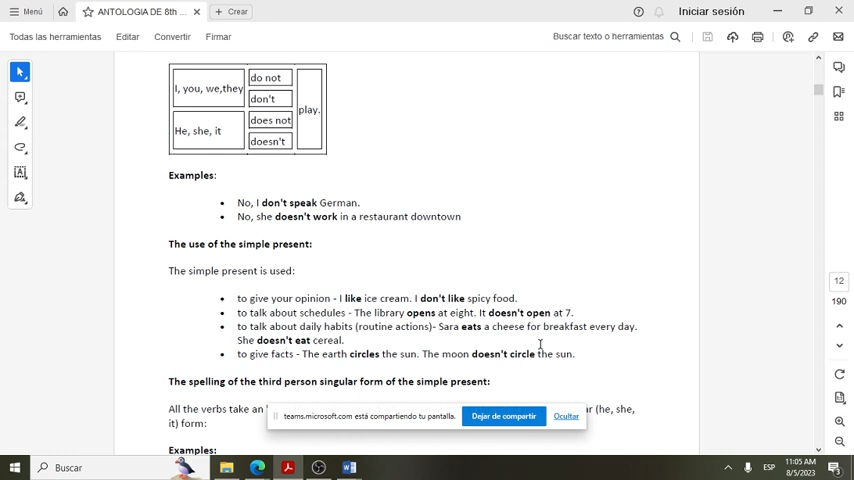 Menú
ANTOLOGIA DE 8th ...
Crear
Iniciar sesión
Todas las herramientas
Editar
Convertir
Firmar
Buscar texto o herramientas
I, you, we,they
do not
don't
play.
He, she, it
does not
doesn't
Examples:
• No, I don't speak German.
• No, she doesn't work in a restaurant downtown
The use of the simple present:
The simple present is used:
• to give your opinion - I like ice cream. I don't like spicy food.
• to talk about schedules - The library opens at eight. It doesn't open at 7.
• to talk about daily habits (routine actions)- Sara eats a cheese for breakfast every day.
She doesn't eat cereal.
• to give facts - The earth circles the sun. The moon doesn't circle the sun.
The spelling of the third person singular form of the simple present:
All the verbs take an
(he, she,
it) form:
Examples:
teams.microsoft.com está compartiendo tu pantalla.
Dejar de compartir
Ocultar
12
190
Buscar
ESP
11:05 AM
8/5/2023
3